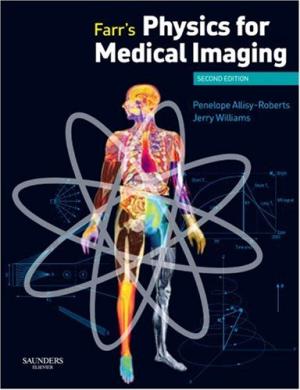 Farr's Physics for
Medical Imaging
SECOND EDITION
Penelope Allisy-Roberts
Jerry Williams
SAUNDERS
ELSEVIER